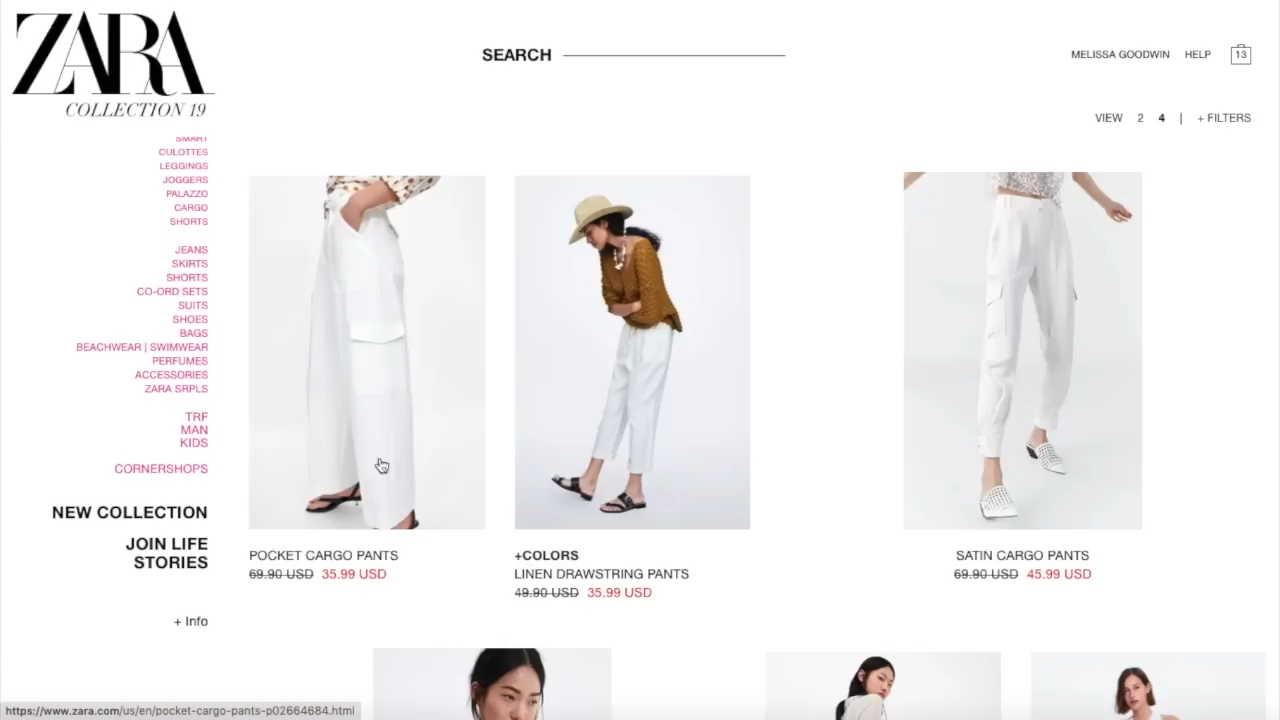 ZARA
COLLECTION 19
SEARCH
MELISSA GOODWIN HELP 13
VIEW 2 4 | + FILTERS
SMART
CULOTTES
LEGGINGS
JOGGERS
PALAZZO
CARGO
SHORTS
JEANS
SKIRTS
SHORTS
CO-ORD SETS
SUITS
SHOES
BAGS
BEACHWEAR | SWIMWEAR
PERFUMES
ACCESSORIES
ZARA SRPLS
TRF
MAN
KIDS
CORNERSHOPS
NEW COLLECTION
JOIN LIFE
STORIES
+ Info
POCKET CARGO PANTS
69.90 USD 35.99 USD
+COLORS
LINEN DRAWSTRING PANTS
49.90 USD 35.99 USD
SATIN CARGO PANTS
69.90 USD 45.99 USD
https://www.zara.com/us/en/pocket-cargo-pants-p02664684.html